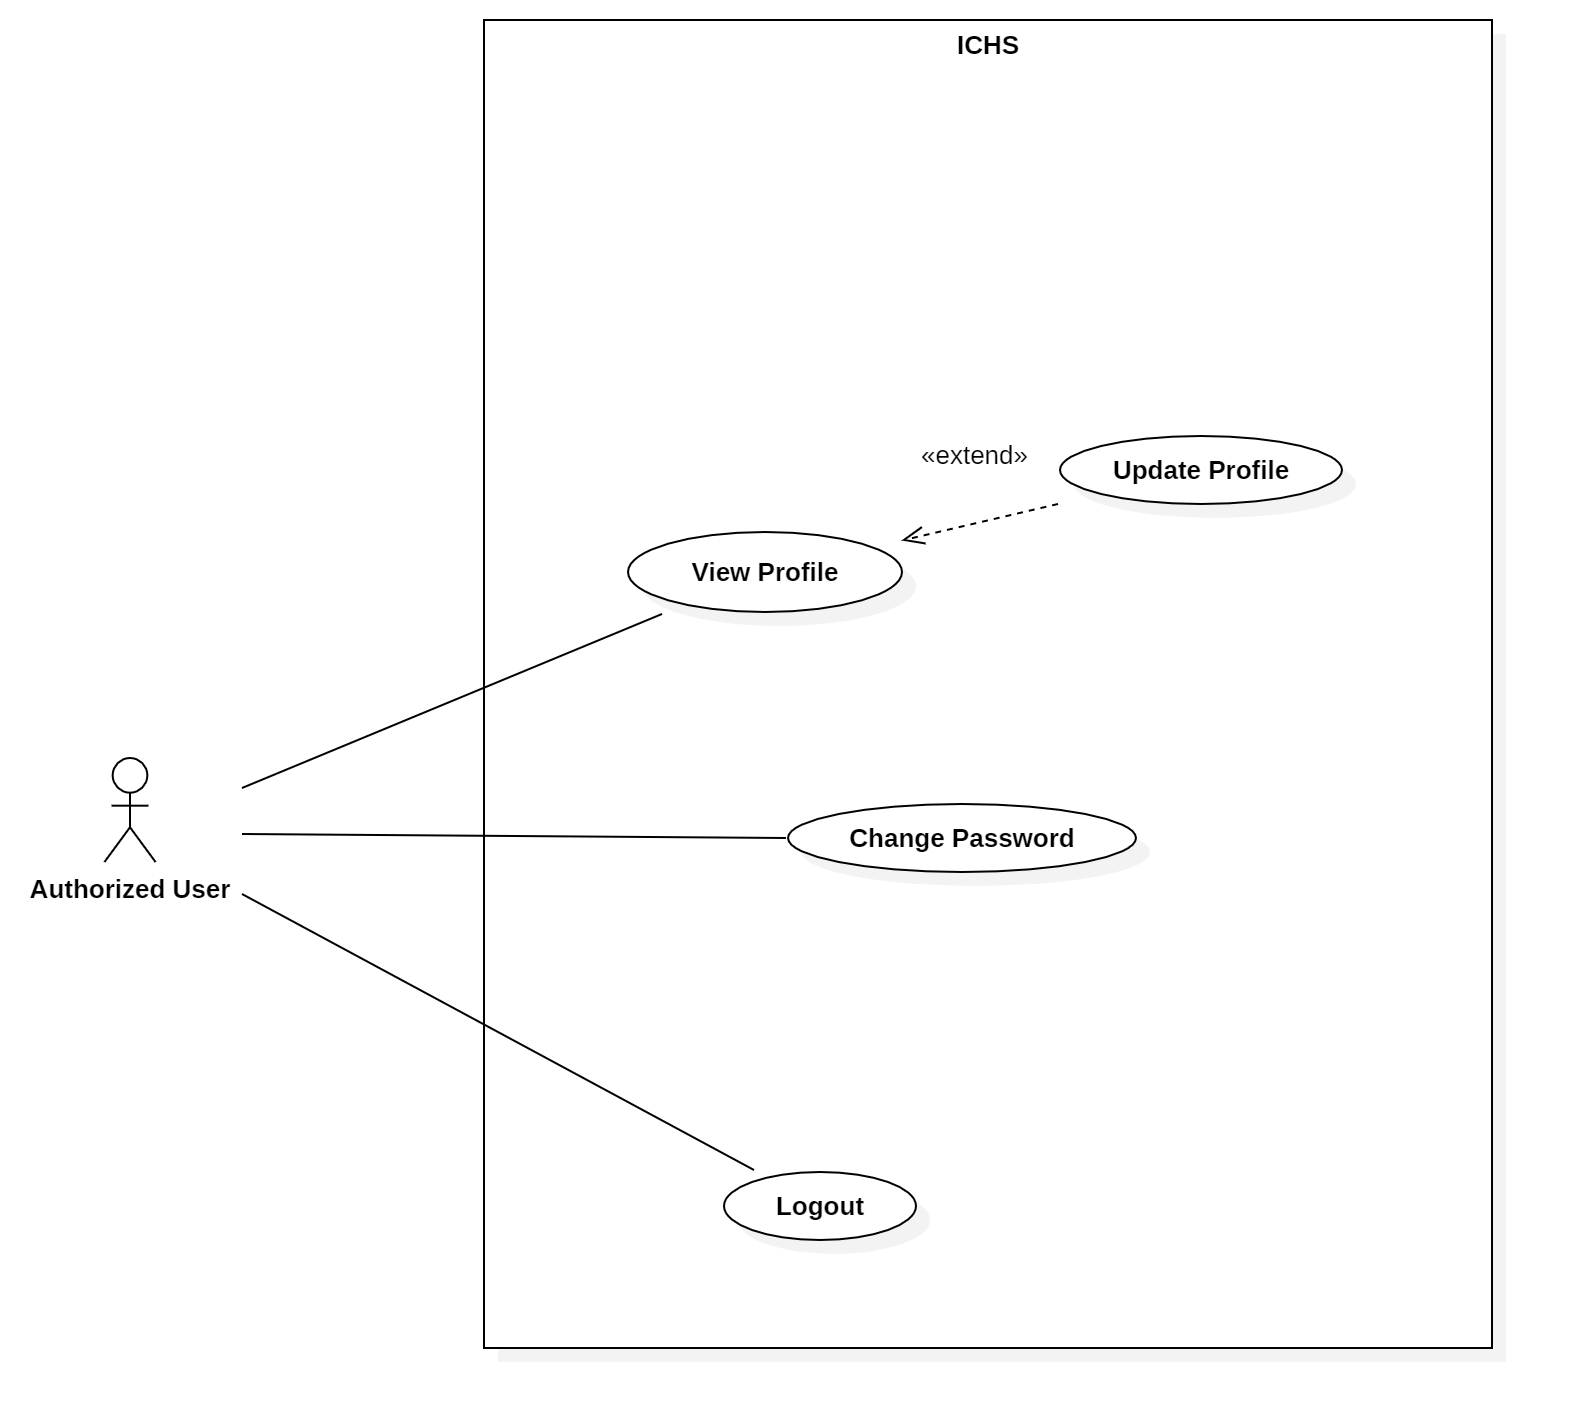 ICHS
«extend»
Update Profile
View Profile
Change Password
Authorized User
Logout